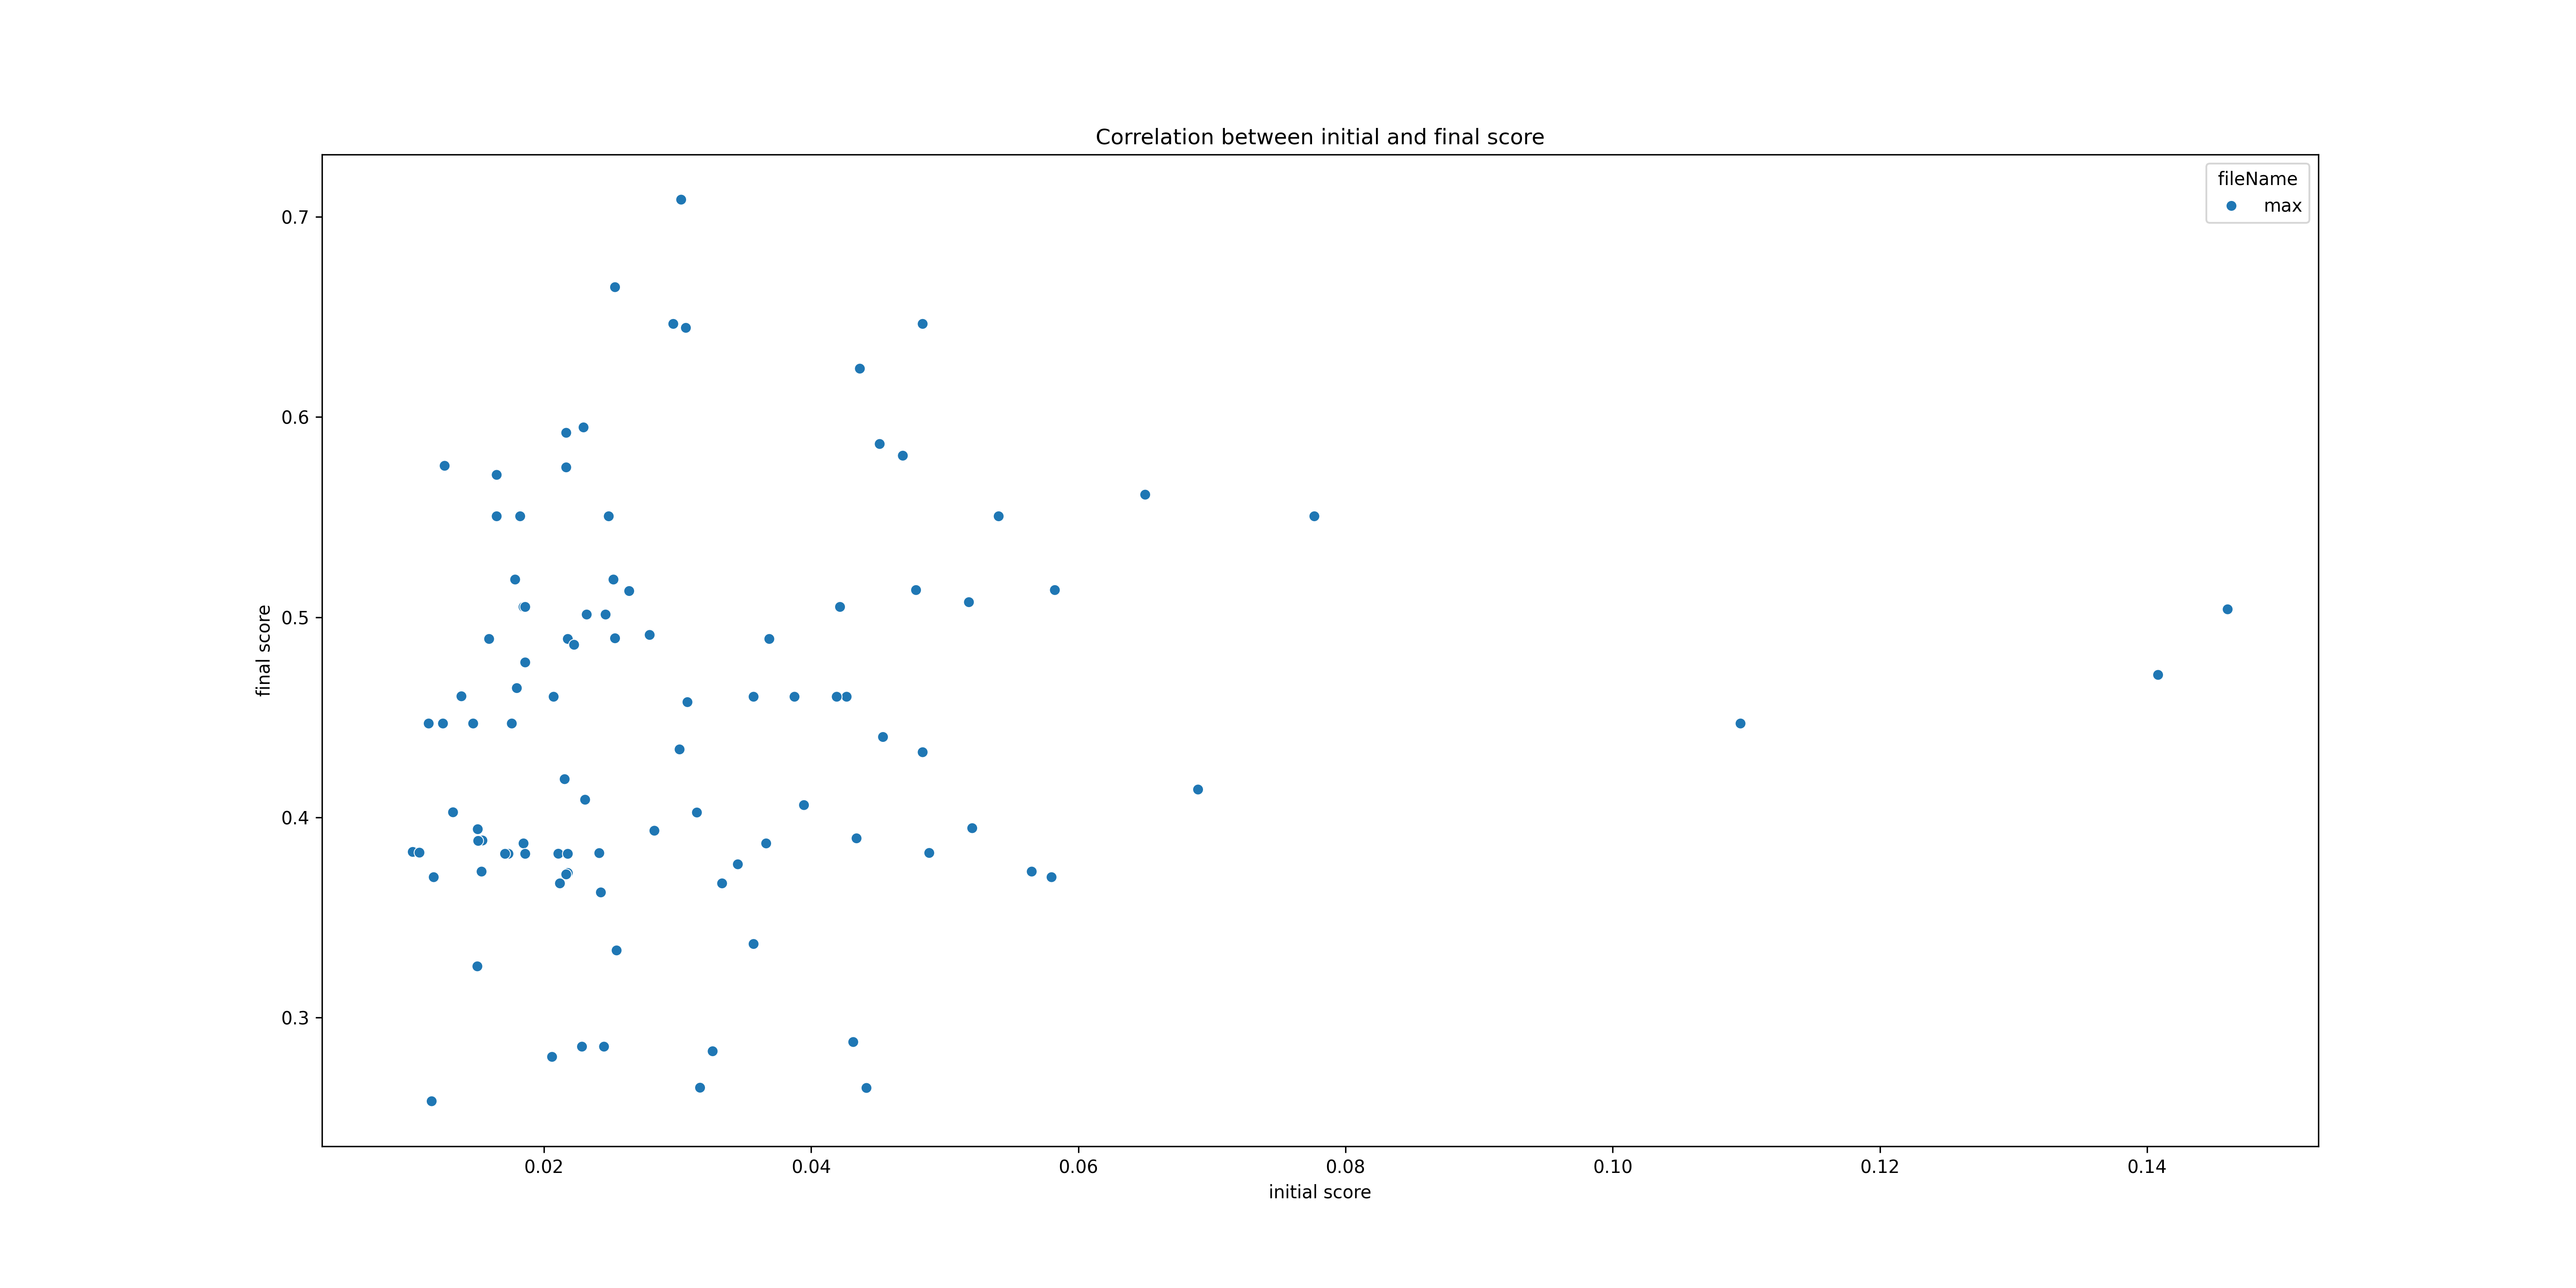 Correlation between initial and final score
fileName
max
0.7
0.6
0.5
0.4
0.3
final score
0.02 0.04 0.06 0.08 0.10 0.12 0.14
initial score